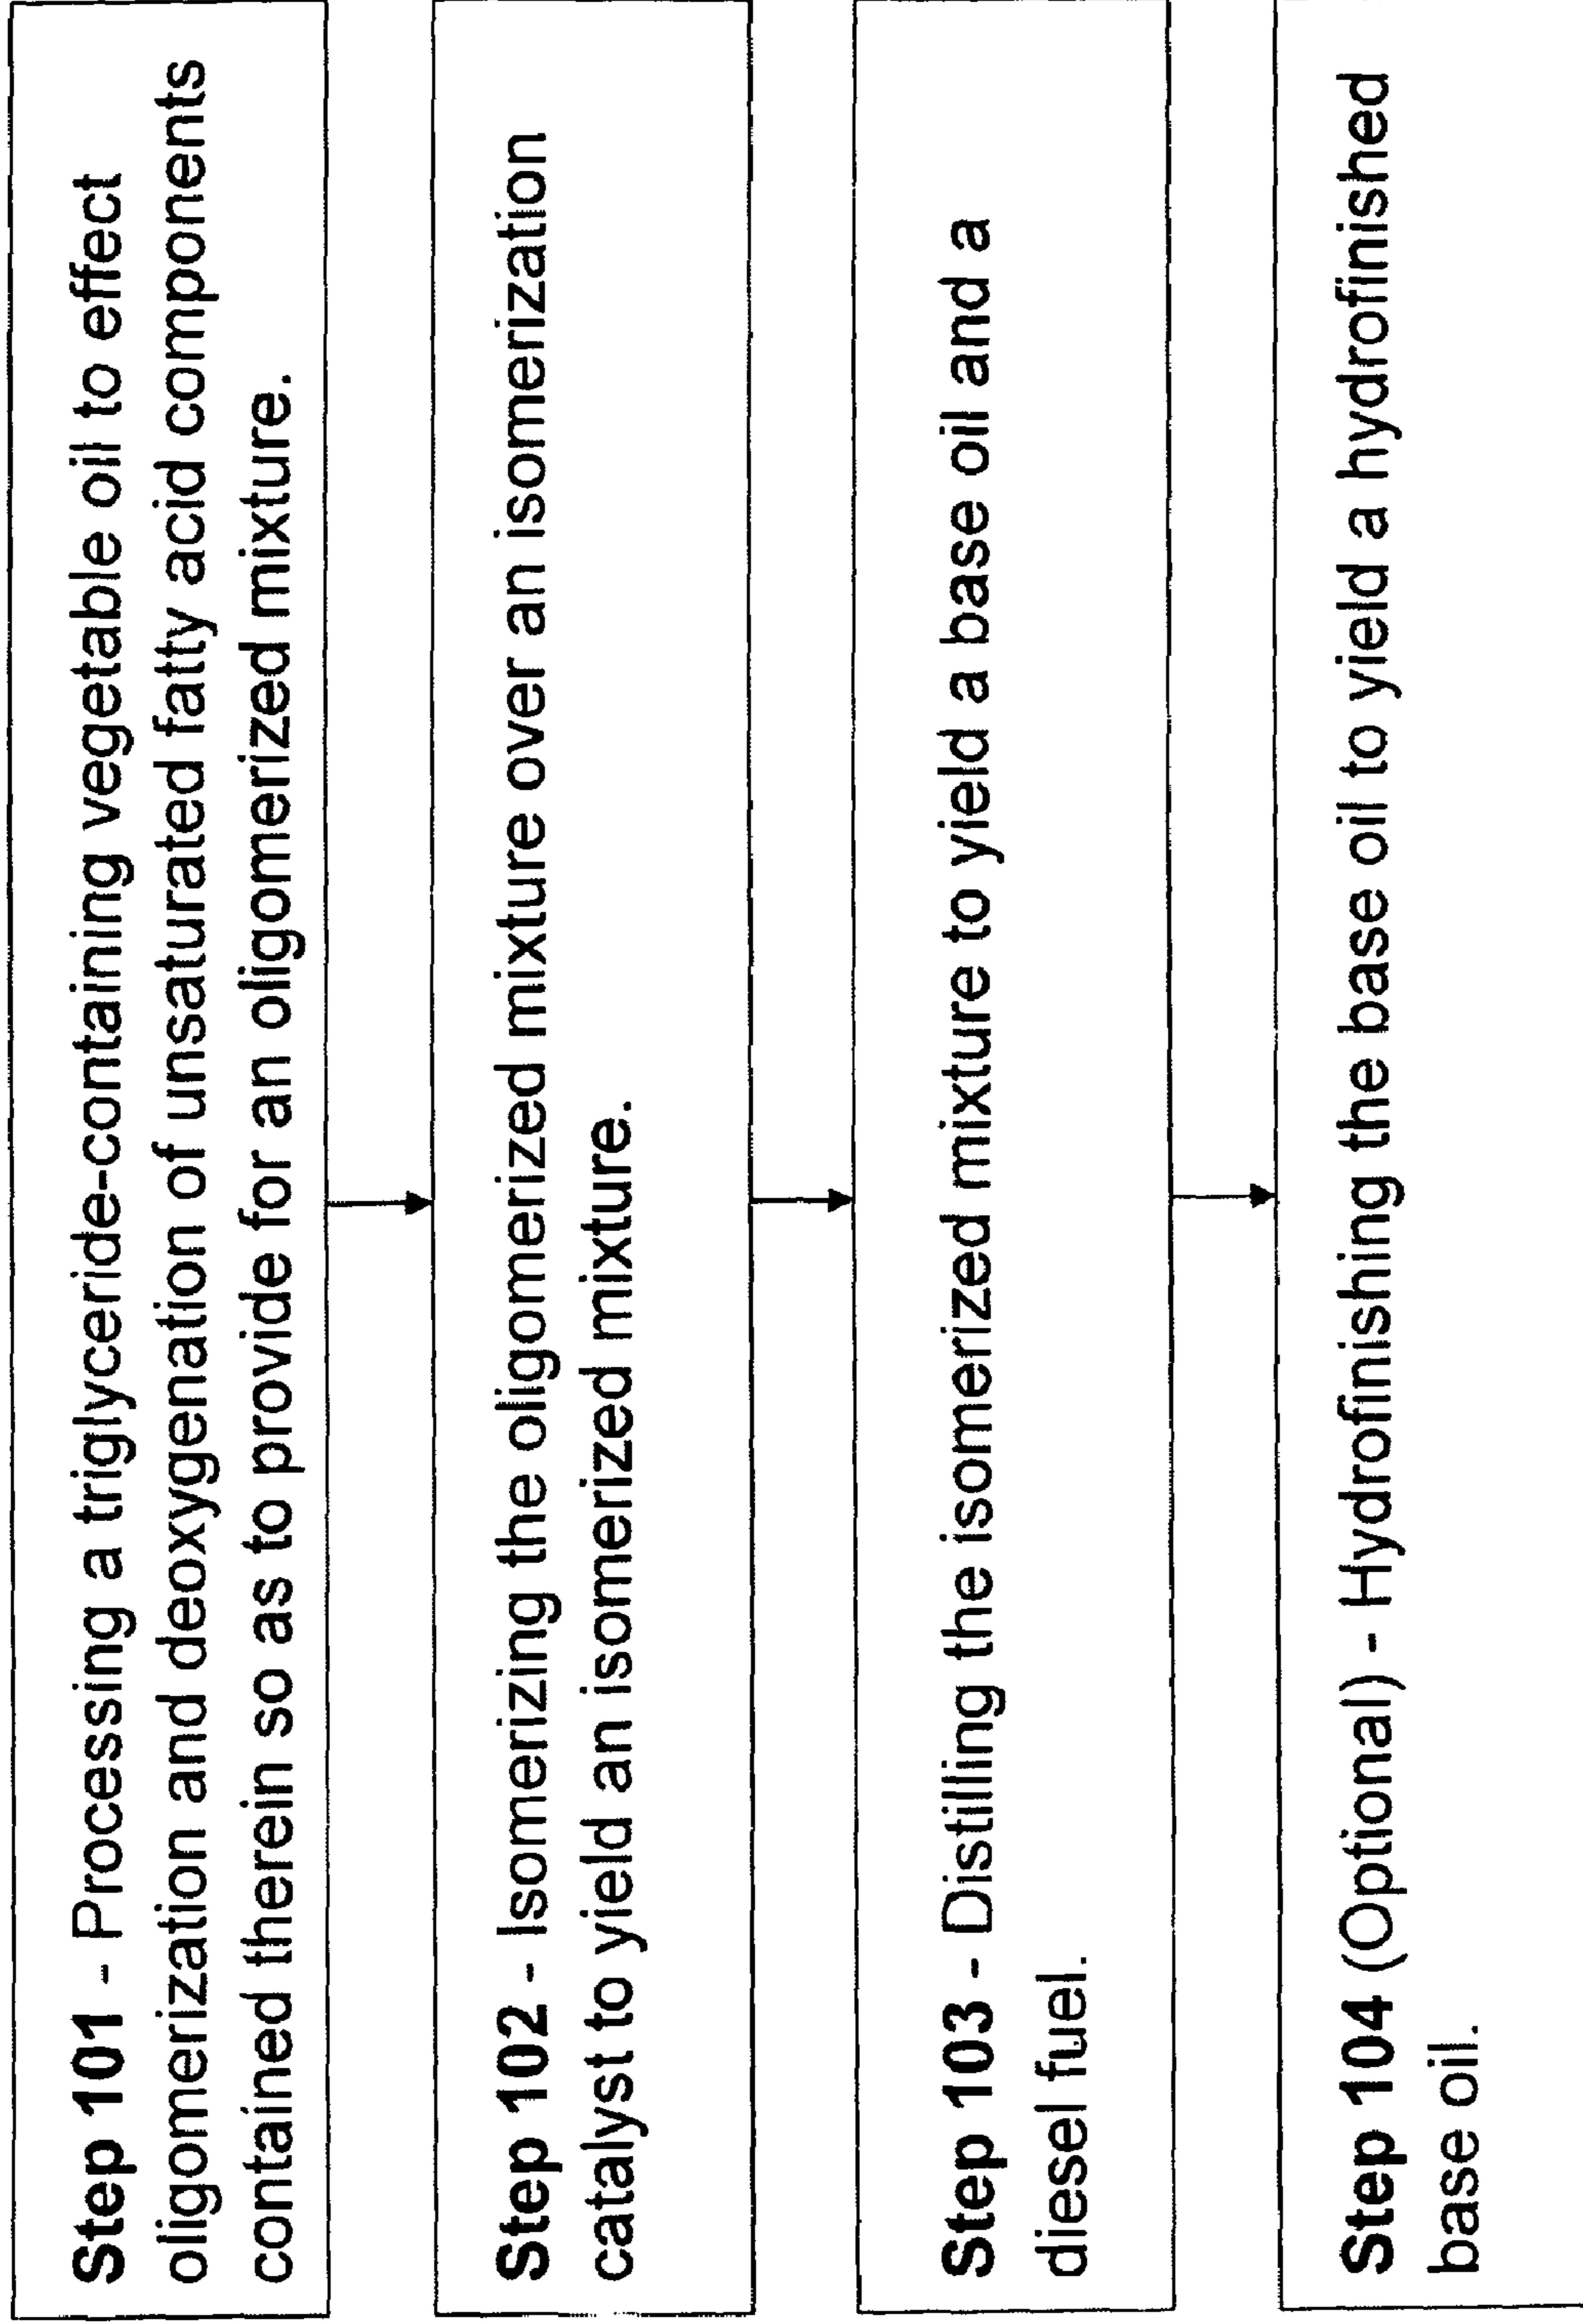 Step 101 - Processing a triglyceride-containing vegetable oil to effect
oligomerization and deoxygenation of unsaturated fatty acid components
contained therein so as to provide for an oligomerized mixture.
Step 102 - Isomerizing the oligomerized mixture over an isomerization
catalyst to yield an isomerized mixture.
Step 103 - Distilling the isomerized mixture to yield a base oil and a
diesel fuel.
Step 104 (Optional) - Hydrofinishing the base oil to yield a hydrofinished
base oil.